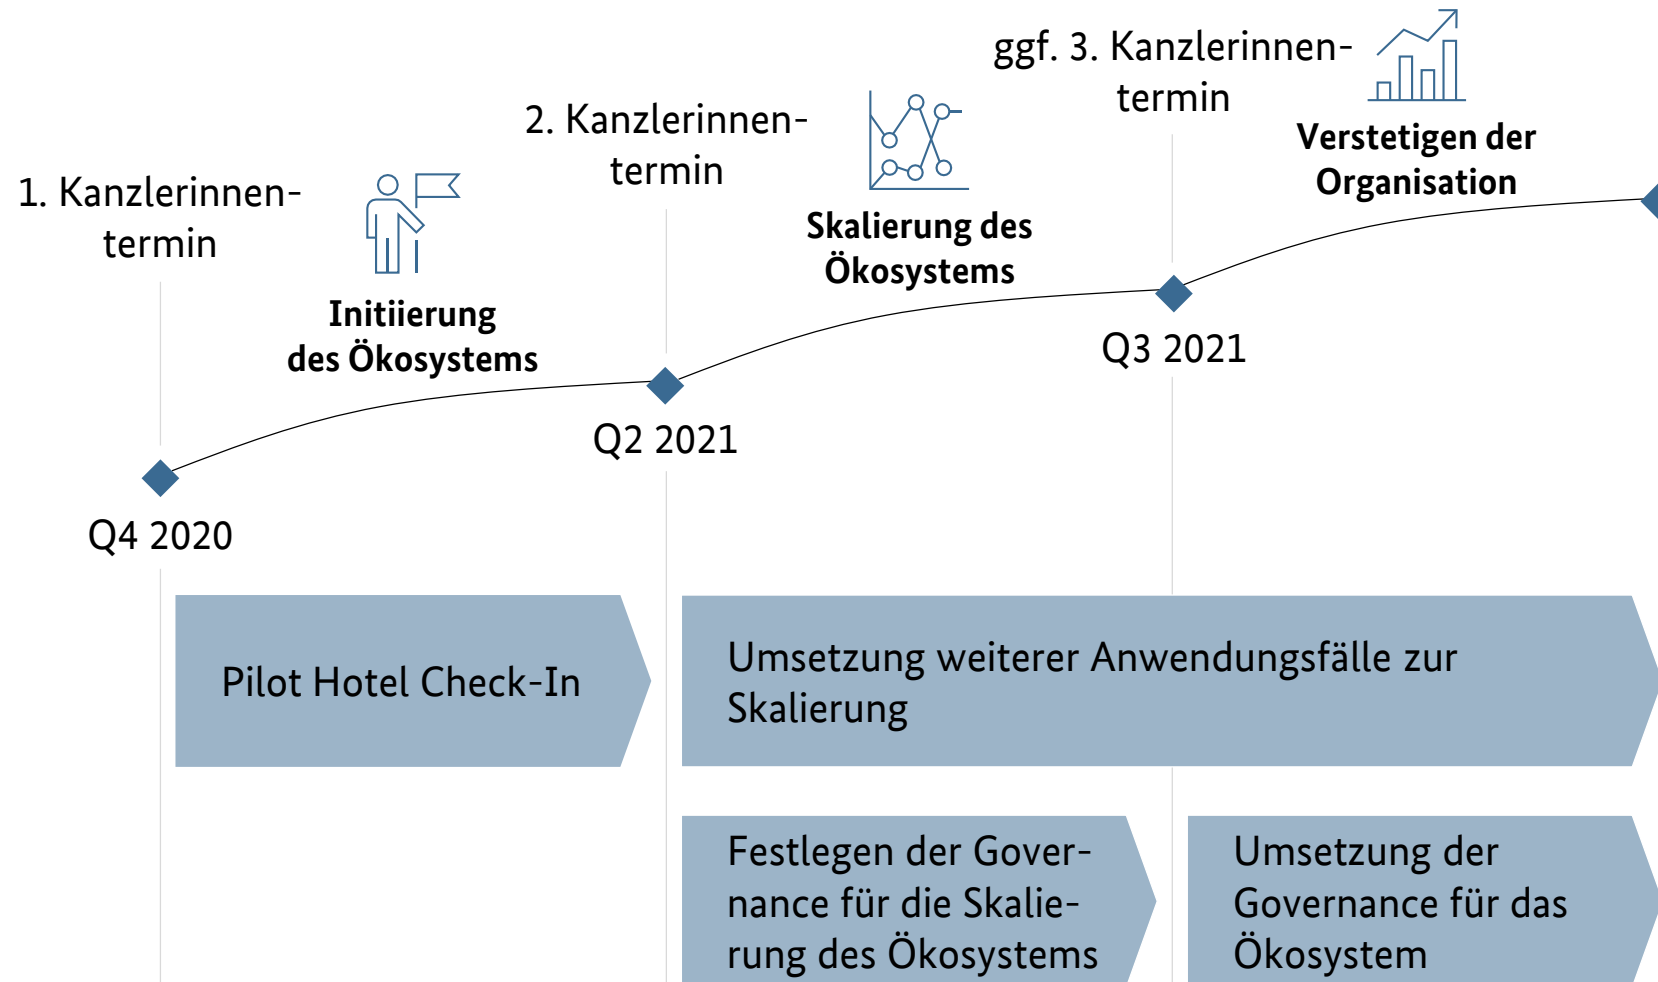 1. Kanzlerinnen-
termin
Initiierung
des Ökosystems
2. Kanzlerinnen-
termin
Skalierung des
Ökosystems
ggf. 3. Kanzlerinnen-
termin
Verstetigen der
Organisation
Q4 2020
Q2 2021
Q3 2021
Pilot Hotel Check-In
Umsetzung weiterer Anwendungsfälle zur
Skalierung
Festlegen der Gover-
nance für die Skalie-
rung des Ökosystems
Umsetzung der
Governance für das
Ökosystem